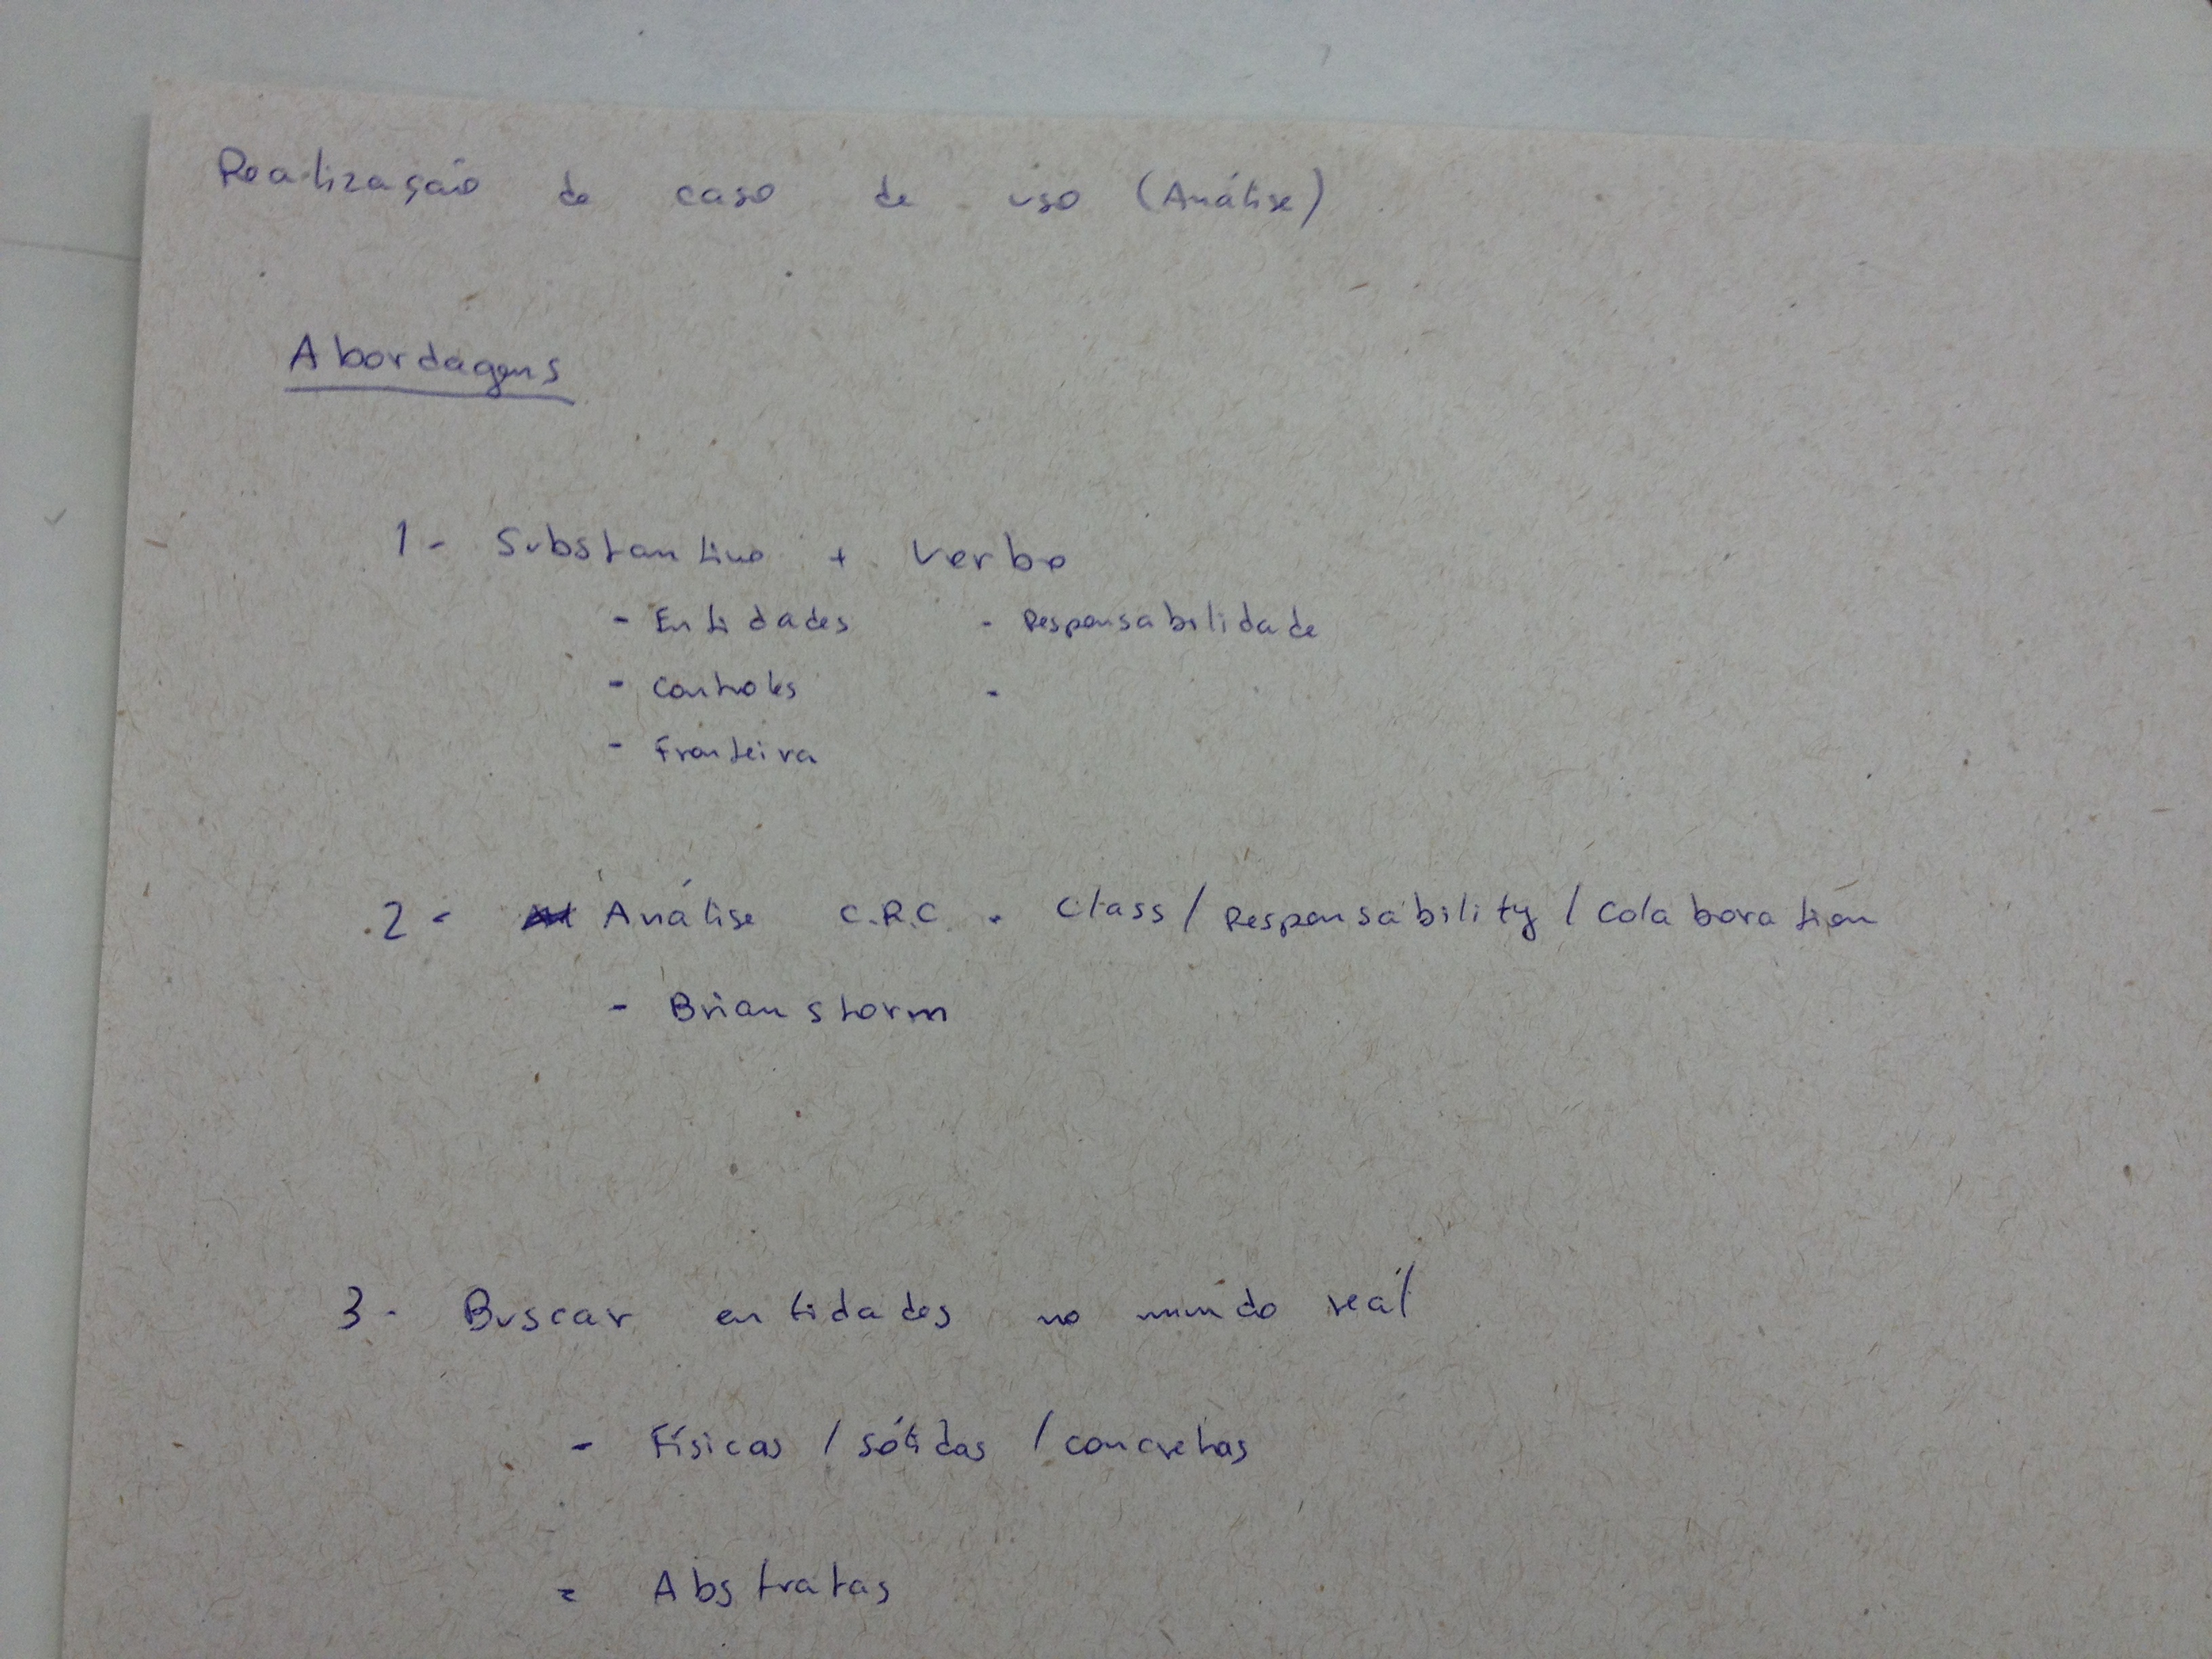 Realização de caso de uso (Análise)
Abordagens
1 - Substantivo + Verbo
- Entidades - Responsabilidade
- Controles -
- Fronteira
2 - Análise C.R.C - Class / Responsability / Colaboration
- Brianstorm
3 - Buscar entidades no mundo real
- Físicas / sólidas / concretas
- Abstratas